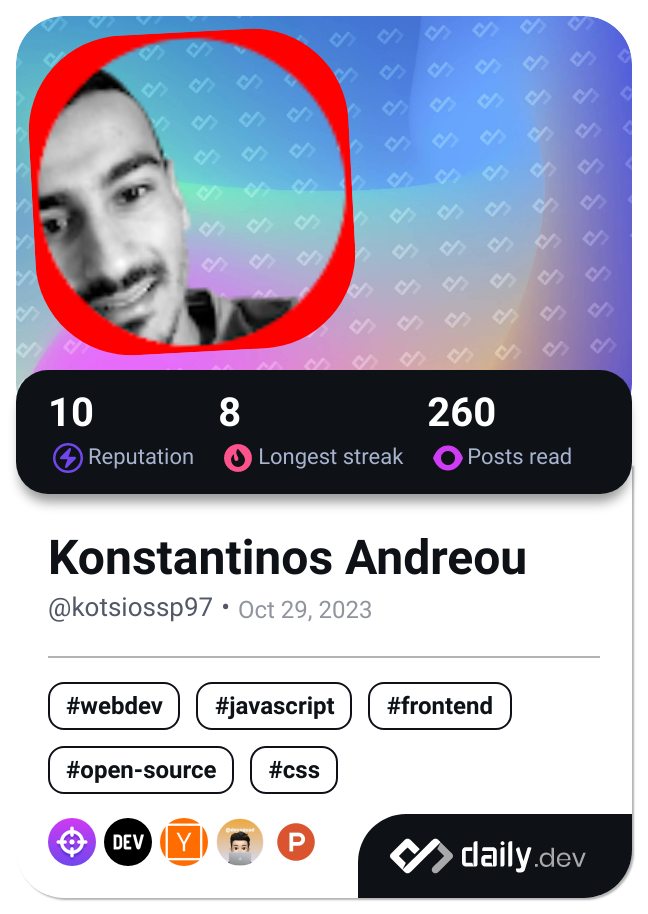 10 8 260
Reputation Longest streak Posts read
Konstantinos Andreou
@kotsiossp97 • Oct 29, 2023
#webdev #javascript #frontend
#open-source #css
DEV Y P
daily.dev